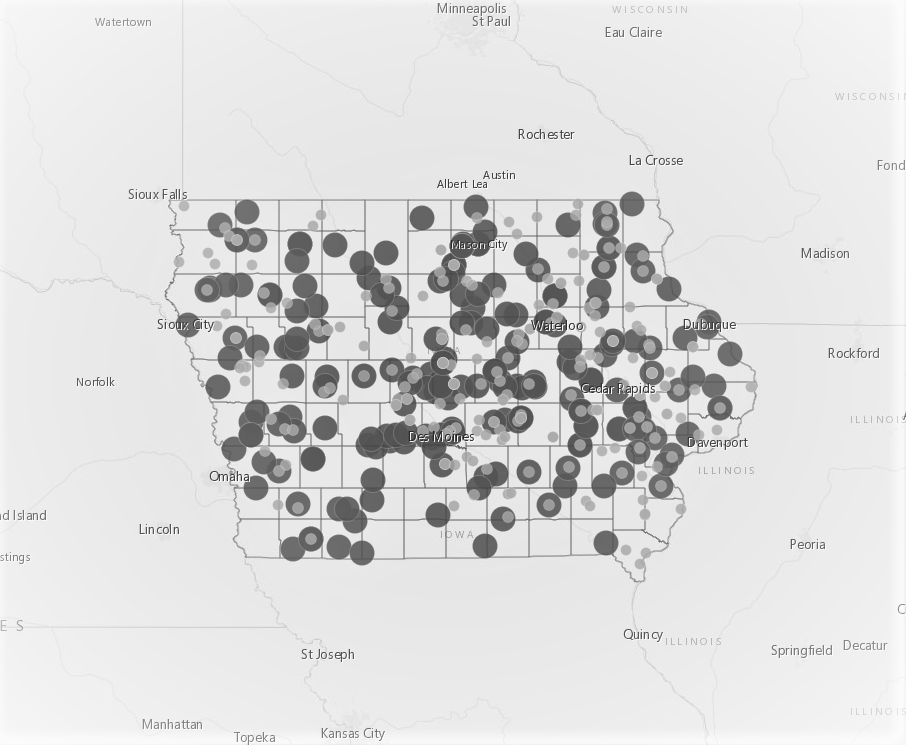 Minneapolis
St Paul
WISCONSIN
Watertown
Eau Claire
WISCONSIN
Rochester
La Crosse
Fond
Austin
Albert Lea
Sioux Falls
Mason City
Madison
Sioux City
Waterloo
Dubuque
Rockford
Norfolk
Cedar Rapids
ILLINOIS
Des Moines
Davenport
ILLINOIS
Omaha
nd Island
Lincoln
IOWA
Peoria
stings
E S
Quincy
ILLINOIS
St Joseph
Springfield
Decatur
ILLINOIS
Manhattan
Topeka
Kansas City